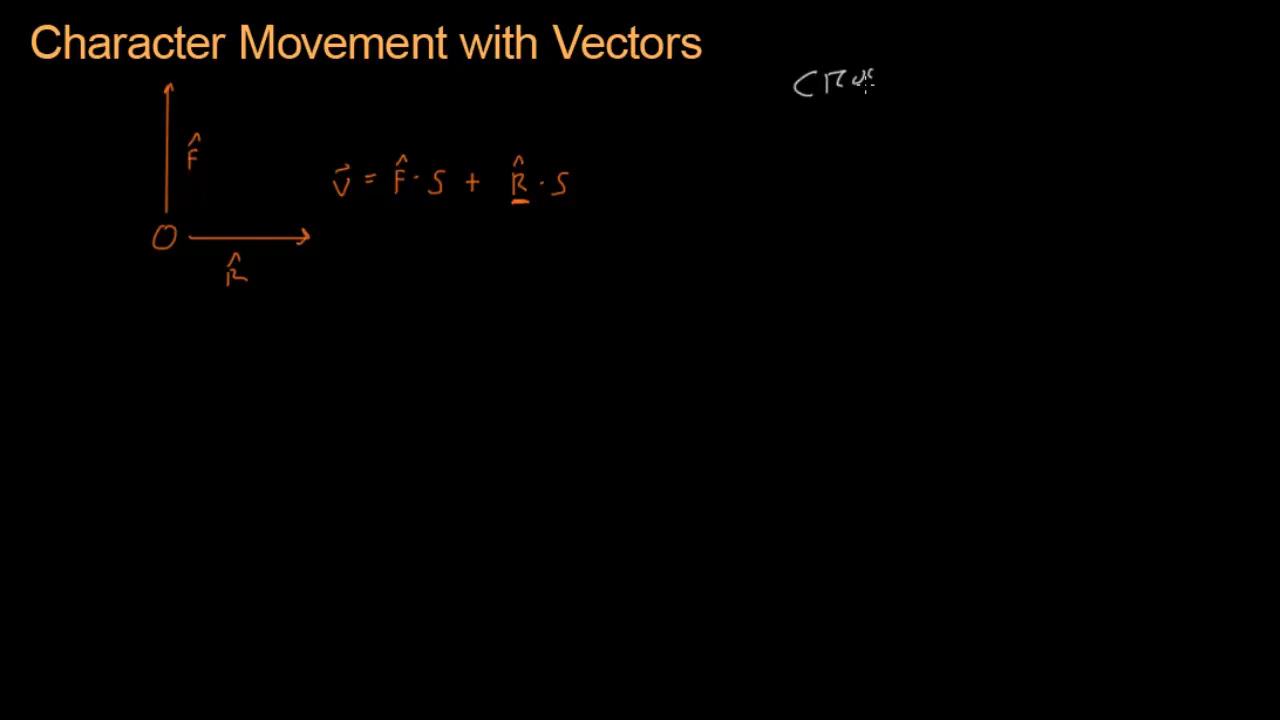 Character Movement with Vectors
F̂
v⃗ = F̂ · S + R̂ · S
O
R̂